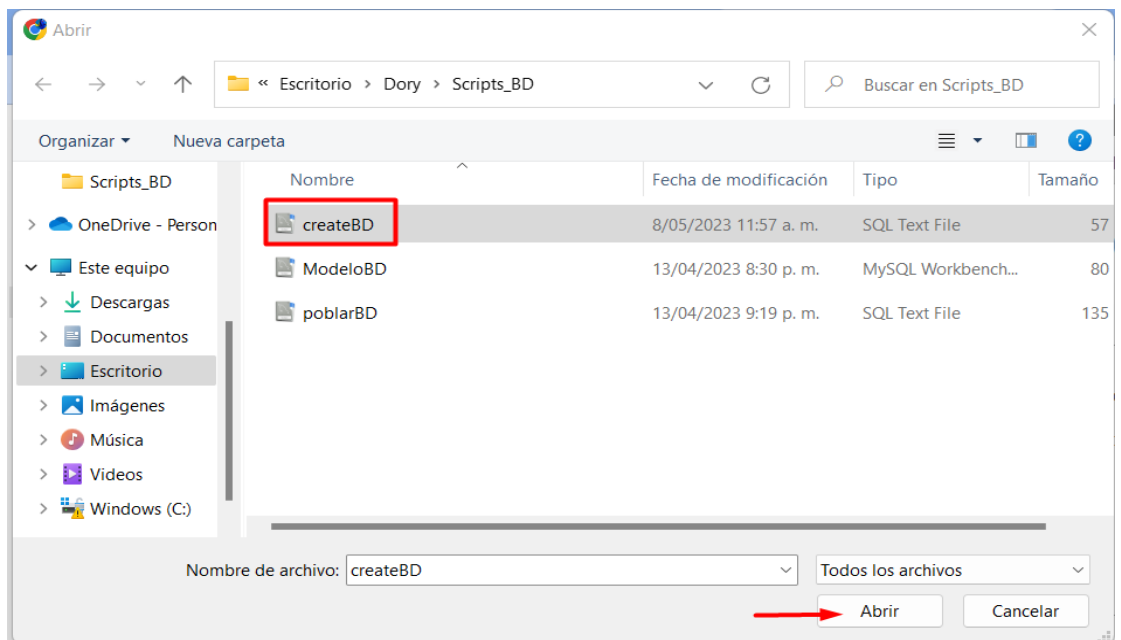 Abrir
« Escritorio > Dory > Scripts_BD
Buscar en Scripts_BD
Organizar
Nueva carpeta
Scripts_BD
OneDrive - Person
Este equipo
Descargas
Documentos
Escritorio
Imágenes
Música
Videos
Windows (C:)
Nombre Fecha de modificación Tipo Tamaño
createBD 8/05/2023 11:57 a. m. SQL Text File 57
ModeloBD 13/04/2023 8:30 p. m. MySQL Workbench... 80
poblarBD 13/04/2023 9:19 p. m. SQL Text File 135
Nombre de archivo: createBD
Todos los archivos
Abrir Cancelar